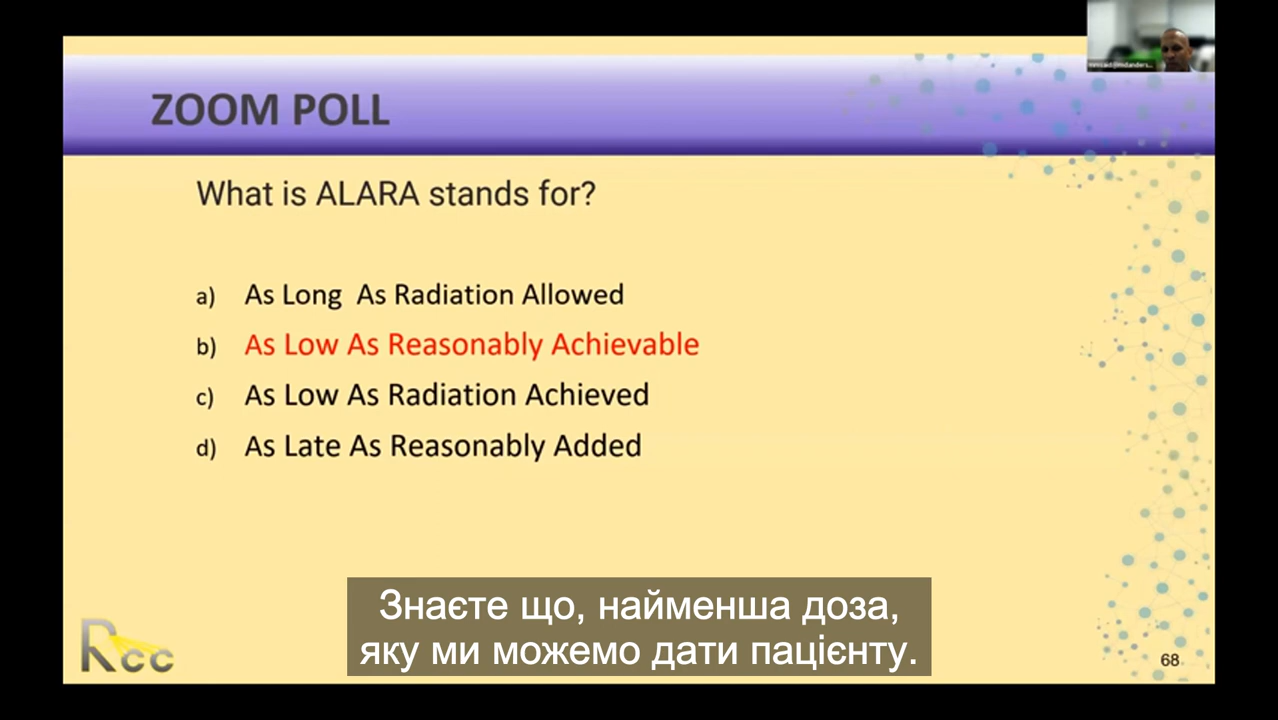 ZOOM POLL
What is ALARA stands for?
a) As Long As Radiation Allowed
b) As Low As Reasonably Achievable
c) As Low As Radiation Achieved
d) As Late As Reasonably Added
Знаєте що, найменша доза,
яку ми можемо дати пацієнту.
Rcc
68